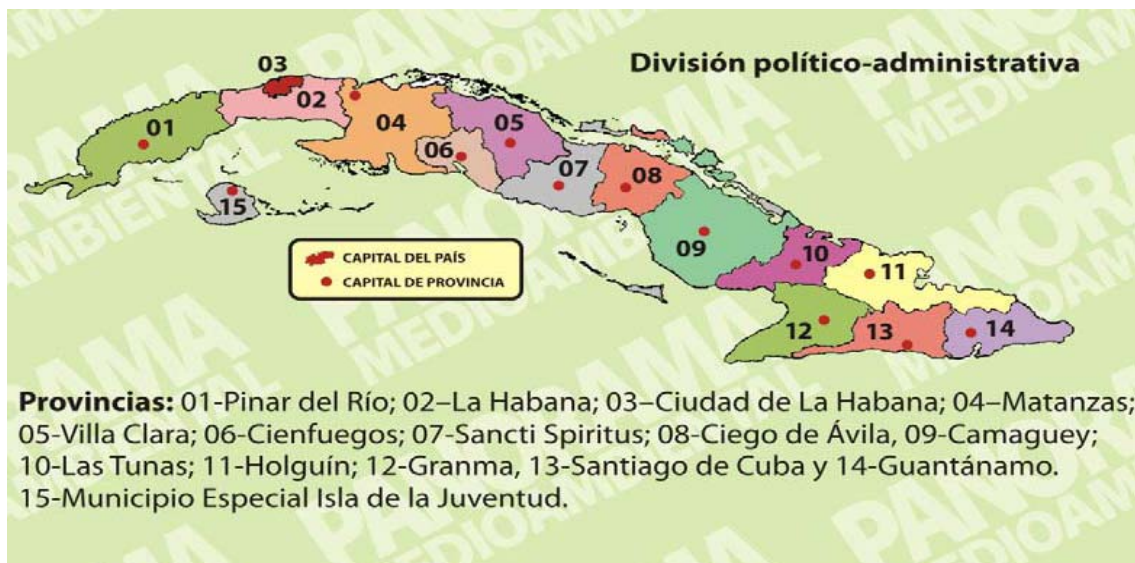 División político-administrativa
03
02
01
04
05
06
07
08
15
09
10
11
12
13
14
CAPITAL DEL PAÍS
CAPITAL DE PROVINCIA
Provincias: 01-Pinar del Río; 02–La Habana; 03–Ciudad de La Habana; 04–Matanzas;
05-Villa Clara; 06-Cienfuegos; 07-Sancti Spiritus; 08-Ciego de Ávila, 09-Camaguey;
10-Las Tunas; 11-Holguín; 12-Granma, 13-Santiago de Cuba y 14-Guantánamo.
15-Municipio Especial Isla de la Juventud.
PANORAMA
MEDIOAMBIENTAL